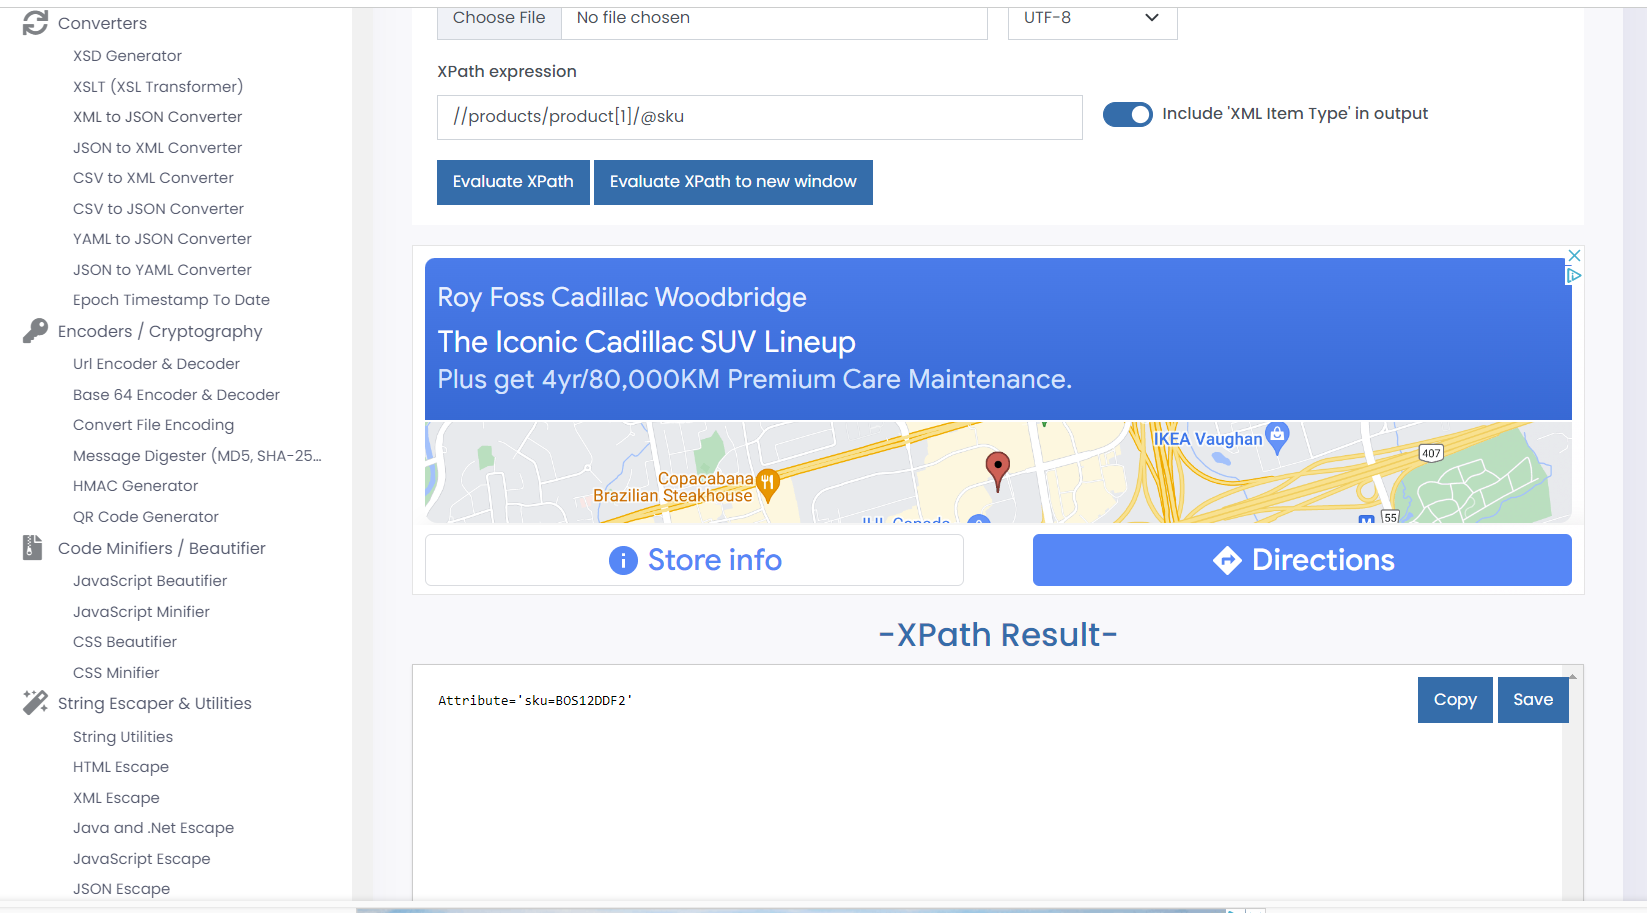 Converters
XSD Generator
XSLT (XSL Transformer)
XML to JSON Converter
JSON to XML Converter
CSV to XML Converter
CSV to JSON Converter
YAML to JSON Converter
JSON to YAML Converter
Epoch Timestamp To Date
Encoders / Cryptography
Url Encoder & Decoder
Base 64 Encoder & Decoder
Convert File Encoding
Message Digester (MD5, SHA-25...
HMAC Generator
QR Code Generator
Code Minifiers / Beautifier
JavaScript Beautifier
JavaScript Minifier
CSS Beautifier
CSS Minifier
String Escaper & Utilities
String Utilities
HTML Escape
XML Escape
Java and .Net Escape
JavaScript Escape
JSON Escape
Choose File No file chosen UTF-8
XPath expression
//products/product[1]/@sku
Include 'XML Item Type' in output
Evaluate XPath Evaluate XPath to new window
Roy Foss Cadillac Woodbridge
The Iconic Cadillac SUV Lineup
Plus get 4yr/80,000KM Premium Care Maintenance.
IKEA Vaughan
407
Copacabana
Brazilian Steakhouse
55
Store info Directions
-XPath Result-
Attribute='sku=BOS12DDF2'
Copy Save